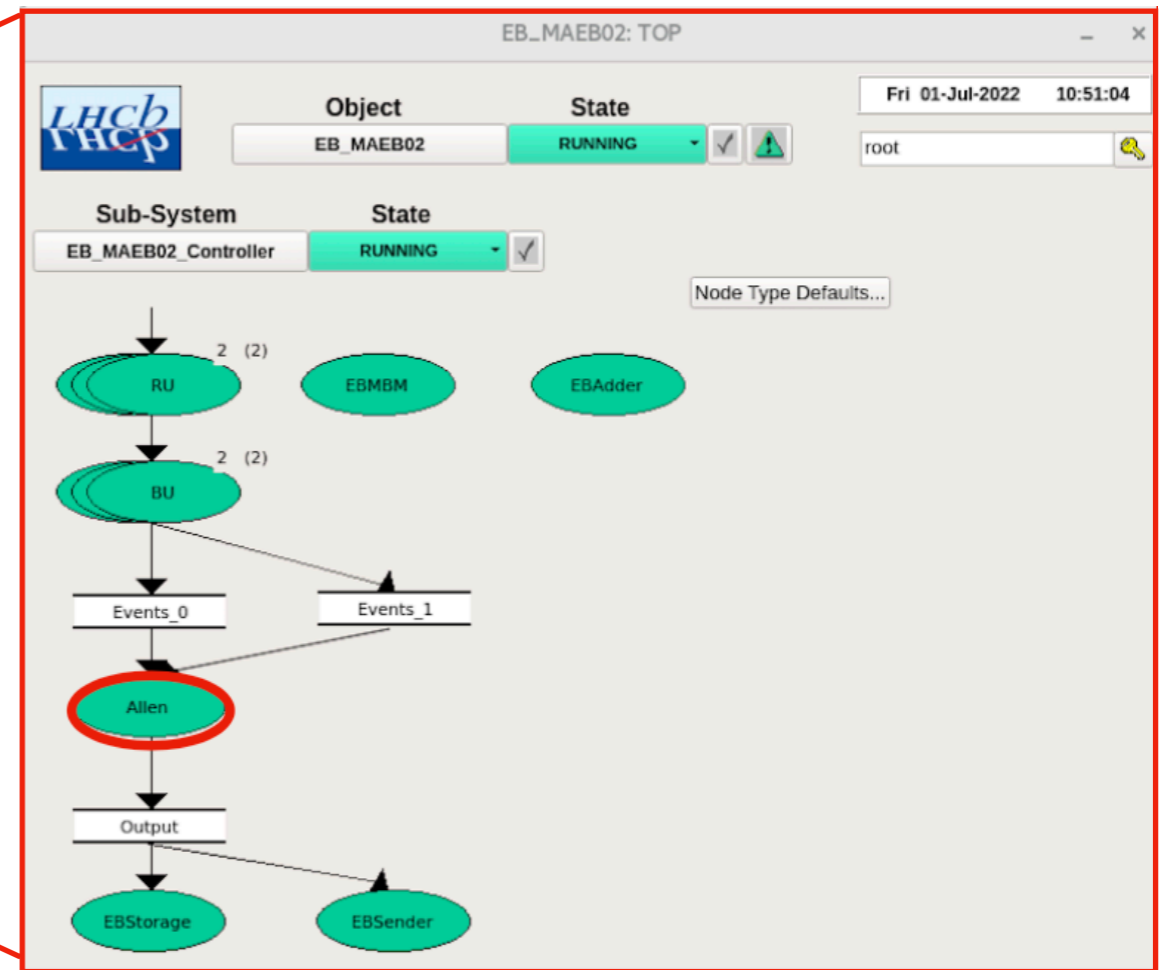 EB_MAEB02: TOP
LHCb
Object State
Fri 01-Jul-2022 10:51:04
EB_MAEB02 RUNNING
root
Sub-System State
EB_MAEB02_Controller RUNNING
Node Type Defaults...
2 (2)
RU EBMBM EBAdder
2 (2)
BU
Events_0 Events_1
Allen
Output
EBStorage EBSender